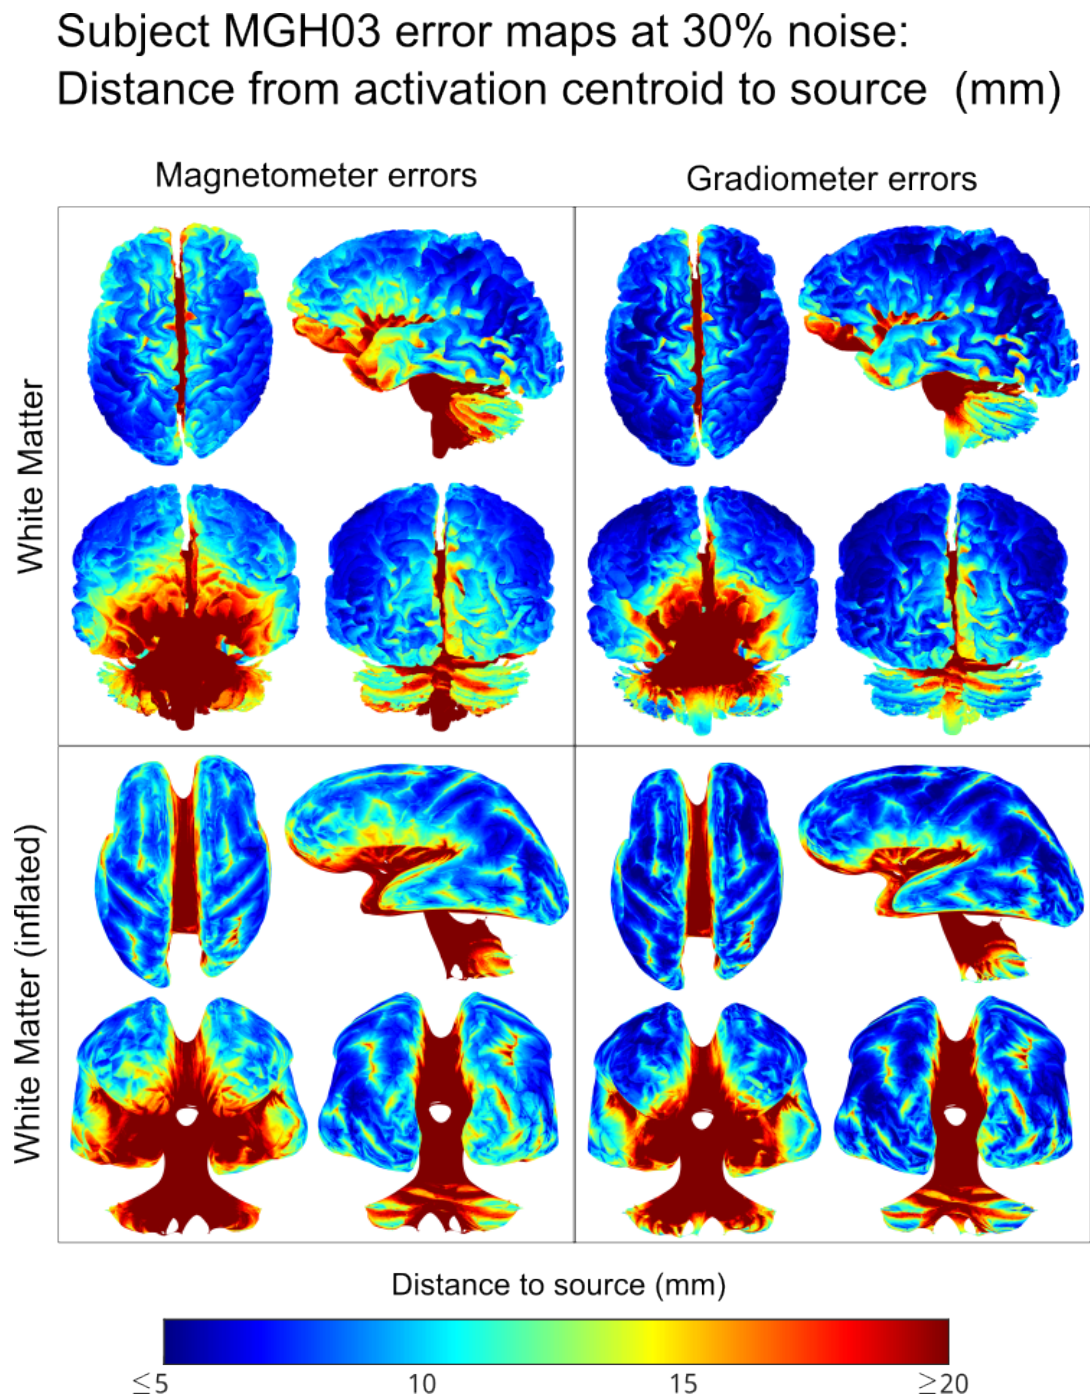 Subject MGH03 error maps at 30% noise:
Distance from activation centroid to source (mm)
Magnetometer errors
Gradiometer errors
White Matter
White Matter (inflated)
Distance to source (mm)
≤5 10 15 ≥20